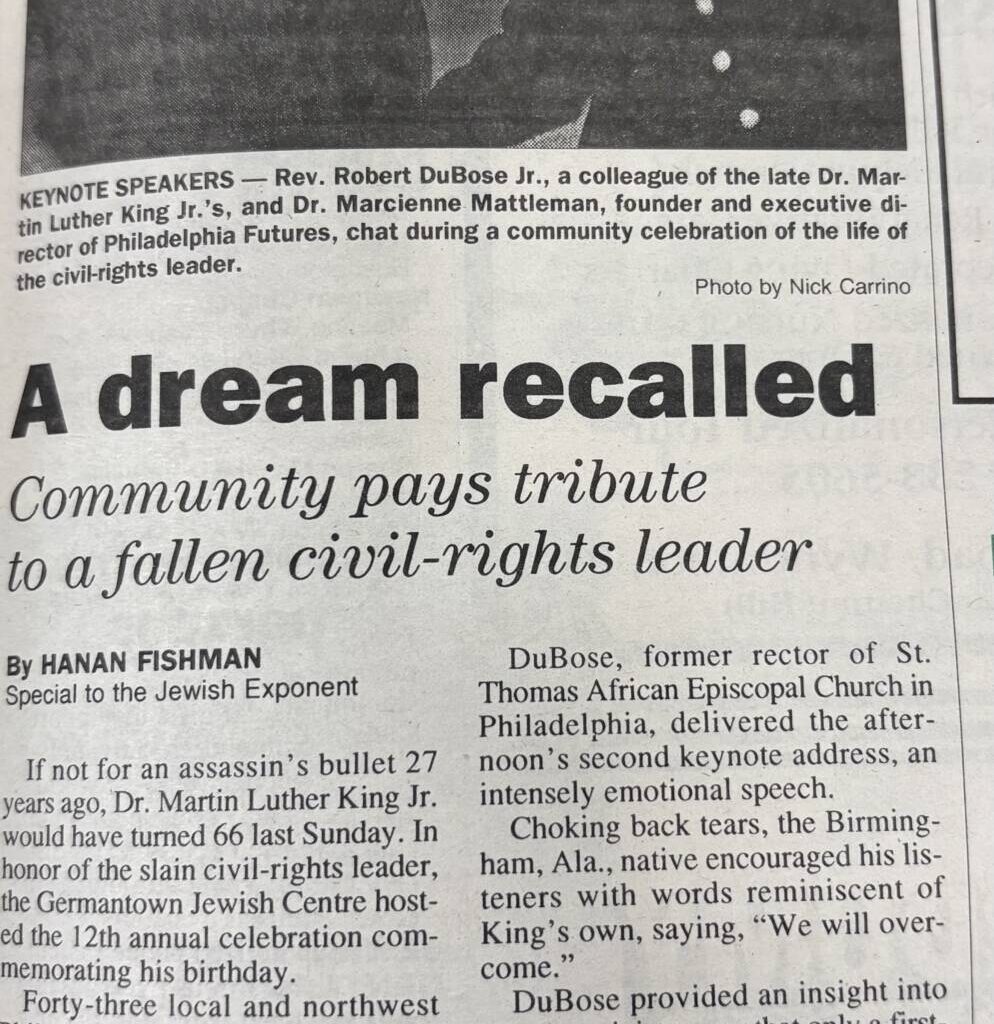 KEYNOTE SPEAKERS — Rev. Robert DuBose Jr., a colleague of the late Dr. Mar-
tin Luther King Jr.'s, and Dr. Marcienne Mattleman, founder and executive di-
rector of Philadelphia Futures, chat during a community celebration of the life of
the civil-rights leader.
Photo by Nick Carrino
A dream recalled
Community pays tribute
to a fallen civil-rights leader
By HANAN FISHMAN
Special to the Jewish Exponent
If not for an assassin's bullet 27
years ago, Dr. Martin Luther King Jr.
would have turned 66 last Sunday. In
honor of the slain civil-rights leader,
the Germantown Jewish Centre host-
ed the 12th annual celebration com-
memorating his birthday.
Forty-three local and northwest
DuBose, former rector of St.
Thomas African Episcopal Church in
Philadelphia, delivered the after-
noon's second keynote address, an
intensely emotional speech.
Choking back tears, the Birming-
ham, Ala., native encouraged his lis-
teners with words reminiscent of
King's own, saying, "We will over-
come."
DuBose provided an insight into
that only a first-